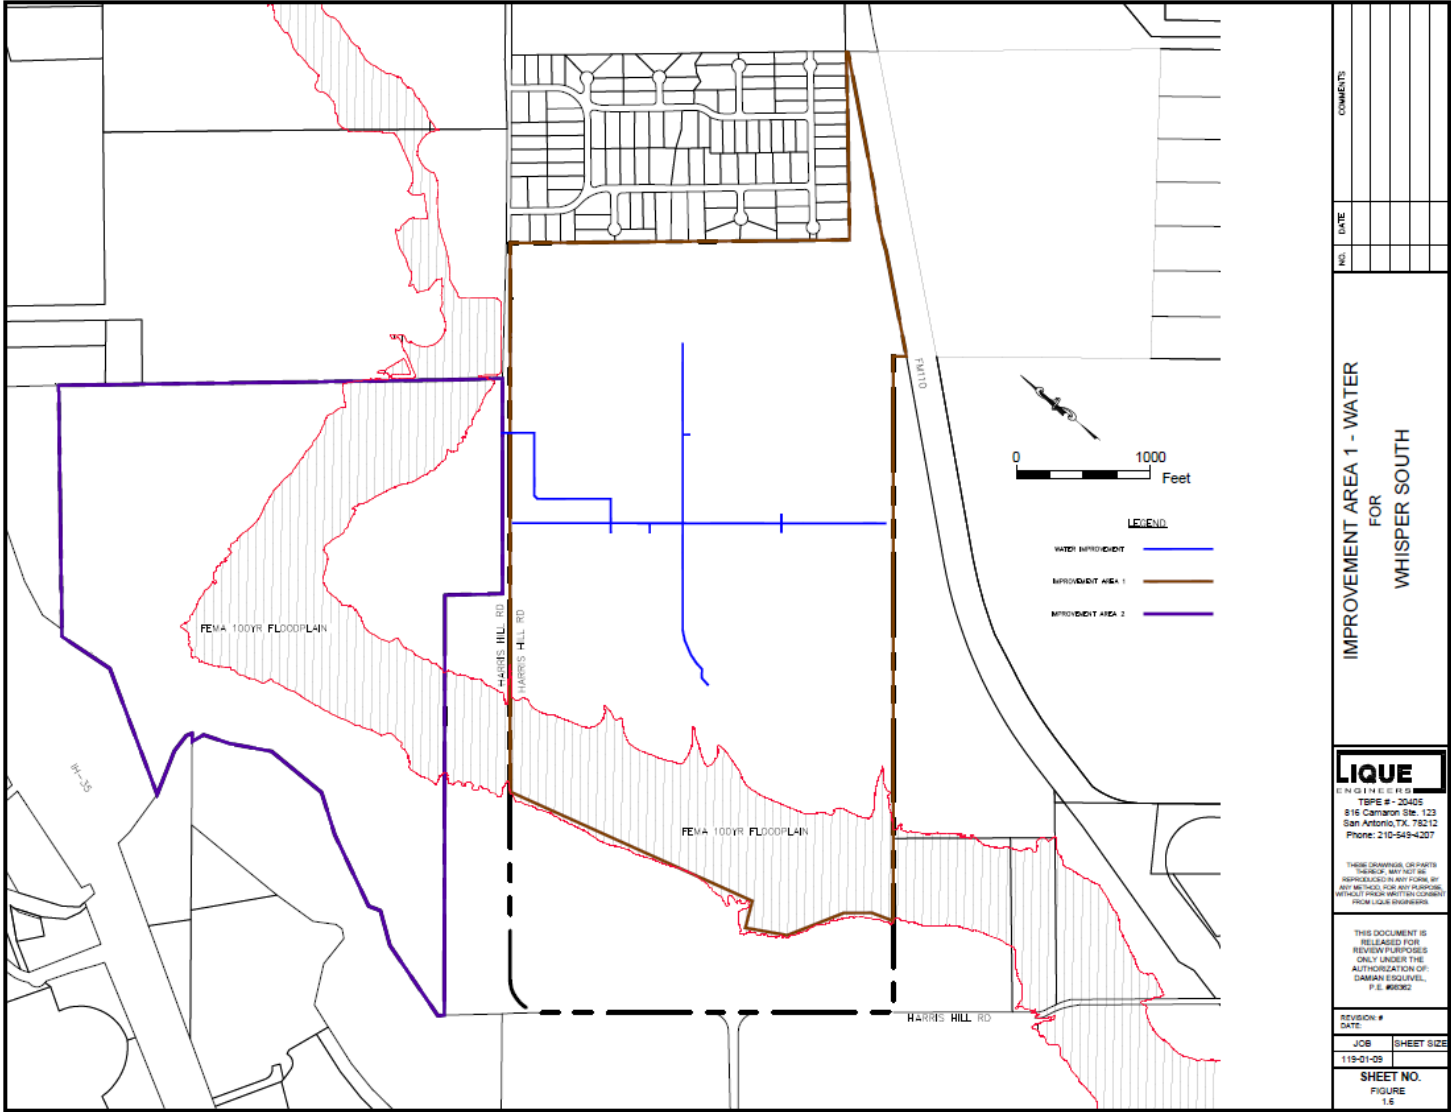 FM110
0 1000
Feet
LEGEND
WATER IMPROVEMENT
IMPROVEMENT AREA 1
IMPROVEMENT AREA 2
FEMA 100YR FLOODPLAIN
HARRIS HILL RD
HARRIS HILL RD
IH-35
FEMA 100YR FLOODPLAIN
HARRIS HILL RD
NO. DATE COMMENTS
IMPROVEMENT AREA 1 - WATER
FOR
WHISPER SOUTH
LIQUE
ENGINEERS
TBPE # - 20405
816 Camaron Ste. 123
San Antonio,TX. 78212
Phone: 210-549-4207
THESE DRAWINGS, OR PARTS
THEREOF, MAY NOT BE
REPRODUCED IN ANY FORM, BY
ANY METHOD, FOR ANY PURPOSE,
WITHOUT PRIOR WRITTEN CONSENT
FROM LIQUE ENGINEERS.
THIS DOCUMENT IS
RELEASED FOR
REVIEW PURPOSES
ONLY UNDER THE
AUTHORIZATION OF:
DAMIAN ESQUIVEL,
P.E. #98362
REVISION: #
DATE:
JOB SHEET SIZE
119-01-09
SHEET NO.
FIGURE
1.6